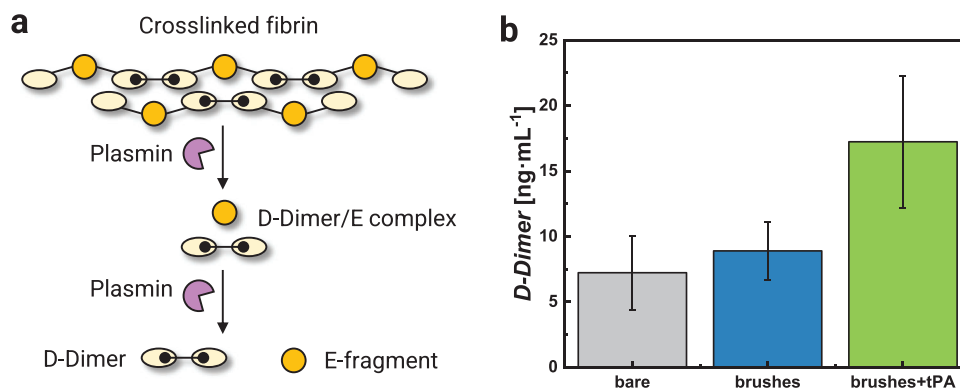 a
Crosslinked fibrin
Plasmin
D-Dimer/E complex
Plasmin
D-Dimer
E-fragment
b
D-Dimer [ng·mL⁻¹]
25
20
15
10
5
0
bare
brushes
brushes+tPA